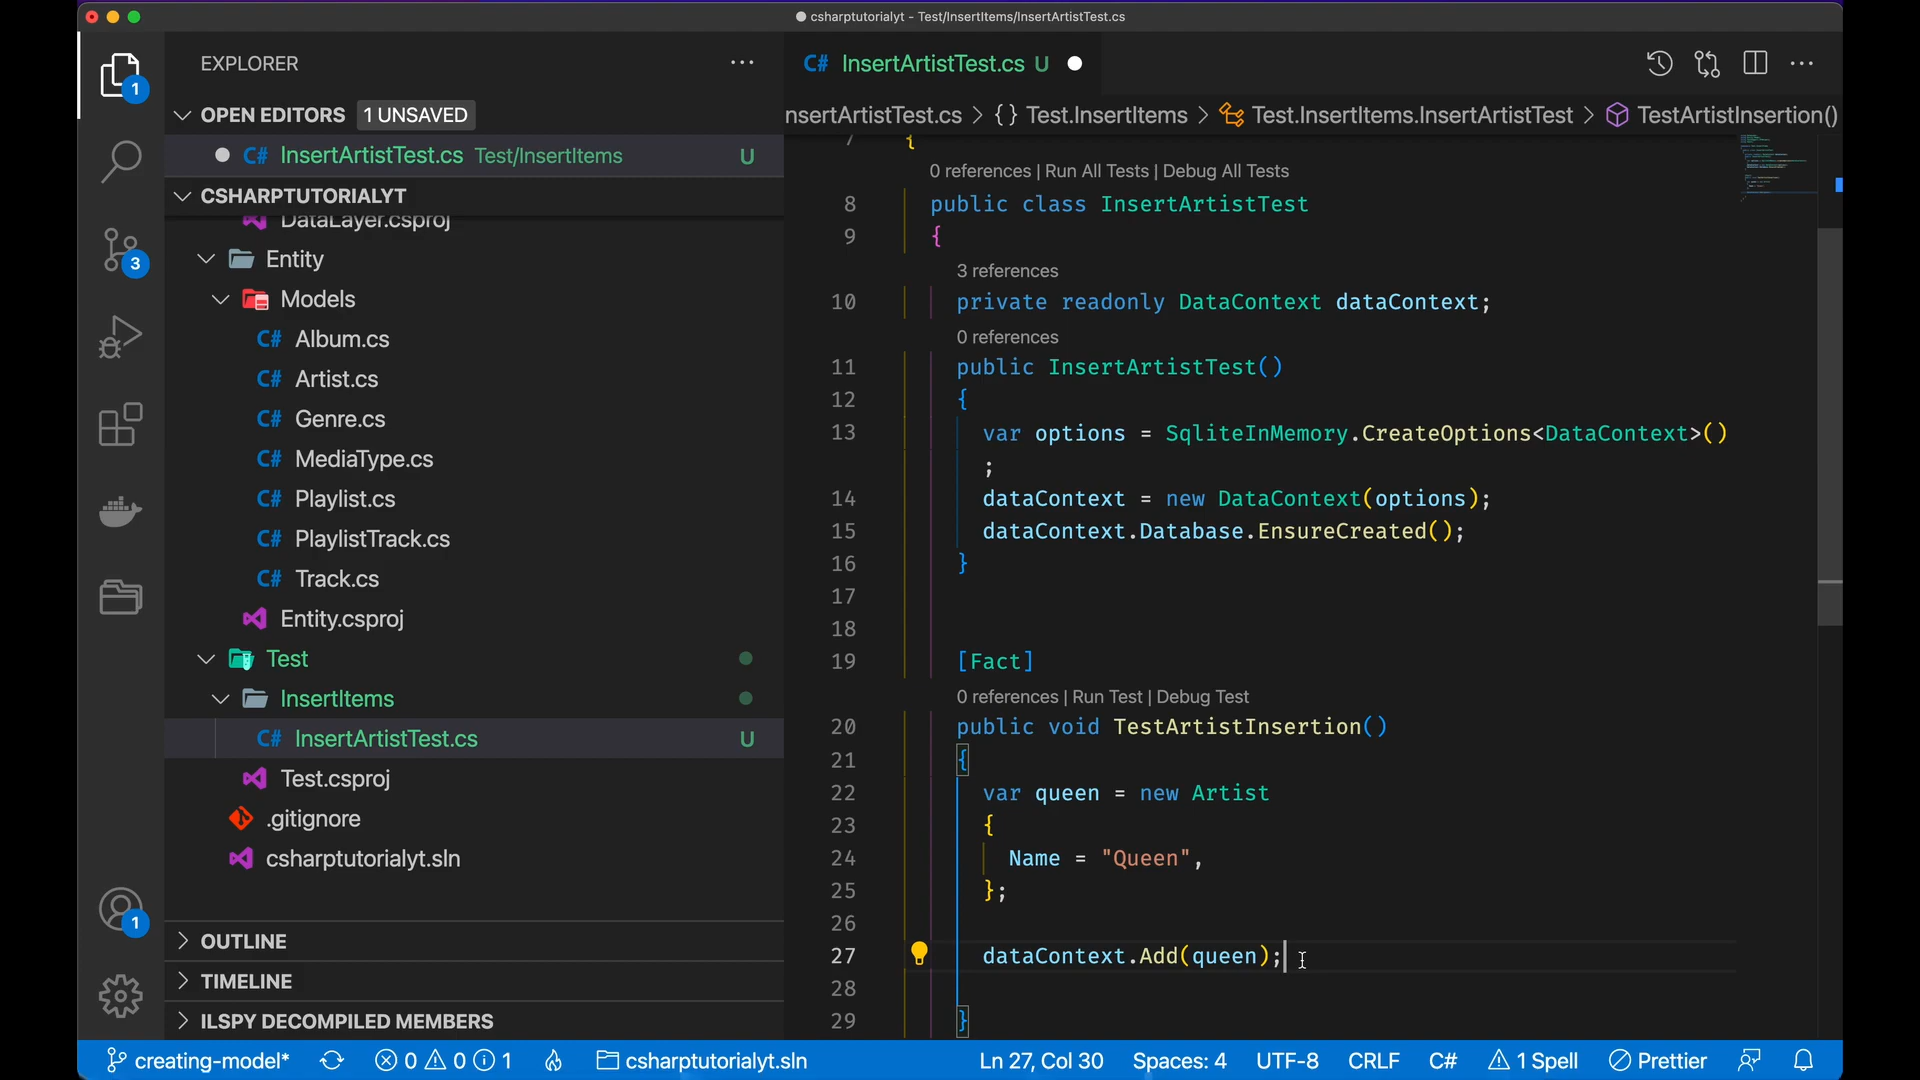 csharptutorialyt - Test/InsertItems/InsertArtistTest.cs
EXPLORER
OPEN EDITORS 1 UNSAVED
C# InsertArtistTest.cs Test/InsertItems U
CSHARPTUTORIALYT
DataLayer.csproj
Entity
Models
C# Album.cs
C# Artist.cs
C# Genre.cs
C# MediaType.cs
C# Playlist.cs
C# PlaylistTrack.cs
C# Track.cs
Entity.csproj
Test
InsertItems
C# InsertArtistTest.cs U
Test.csproj
.gitignore
csharptutorialyt.sln
OUTLINE
TIMELINE
ILSPY DECOMPILED MEMBERS
1
3
1
C# InsertArtistTest.cs U
nsertArtistTest.cs > {} Test.InsertItems > Test.InsertItems.InsertArtistTest > TestArtistInsertion()
7 {
0 references | Run All Tests | Debug All Tests
8 public class InsertArtistTest
9 {
3 references
10 private readonly DataContext dataContext;
0 references
11 public InsertArtistTest()
12 {
13 var options = SqliteInMemory.CreateOptions<DataContext>()
;
14 dataContext = new DataContext(options);
15 dataContext.Database.EnsureCreated();
16 }
17
18
19 [Fact]
0 references | Run Test | Debug Test
20 public void TestArtistInsertion()
21 {
22 var queen = new Artist
23 {
24 Name = "Queen",
25 };
26
27 dataContext.Add(queen);
28
29 }
creating-model* 0 0 1 csharptutorialyt.sln Ln 27, Col 30 Spaces: 4 UTF-8 CRLF C# 1 Spell Prettier